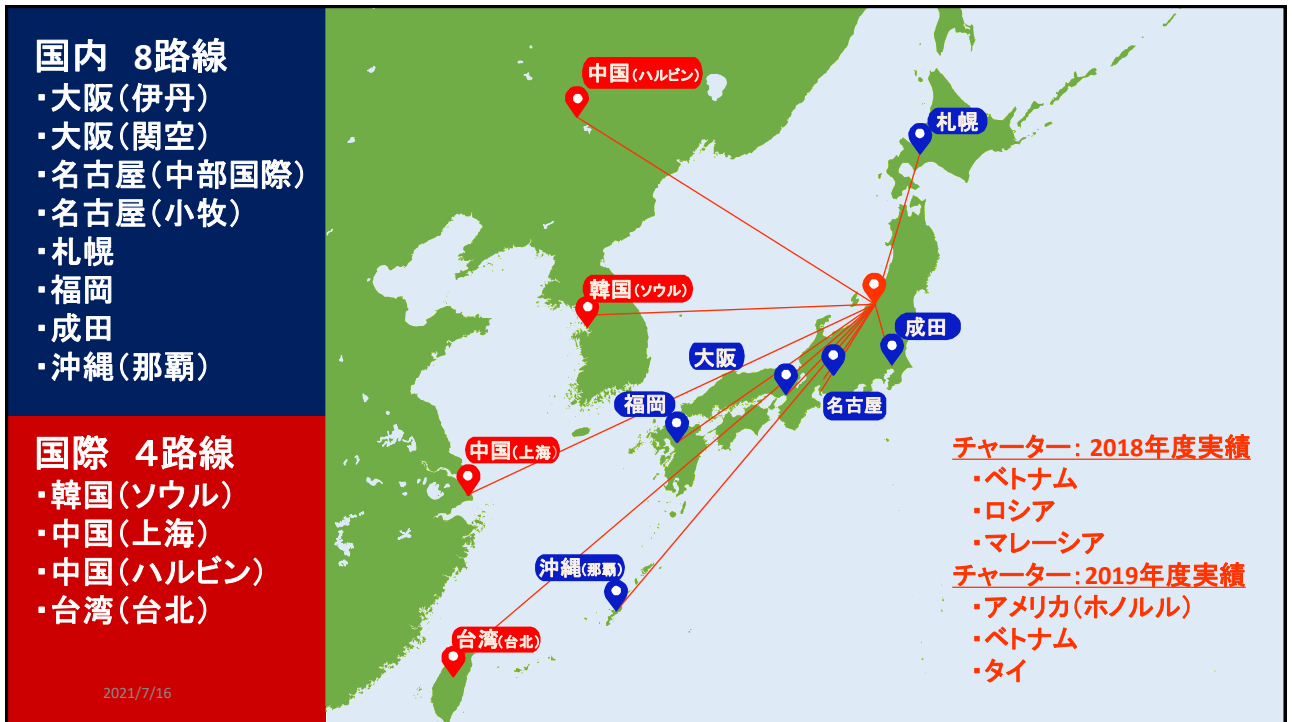 国内　8路線
・大阪（伊丹）
・大阪（関空）
・名古屋（中部国際）
・名古屋（小牧）
・札幌
・福岡
・成田
・沖縄（那覇）
国際　４路線
・韓国（ソウル）
・中国（上海）
・中国（ハルビン）
・台湾（台北）
2021/7/16
中国(ハルビン)
札幌
韓国(ソウル)
成田
大阪
福岡
名古屋
中国(上海)
沖縄(那覇)
台湾(台北)
チャーター：2018年度実績
・ベトナム
・ロシア
・マレーシア
チャーター：2019年度実績
・アメリカ（ホノルル）
・ベトナム
・タイ